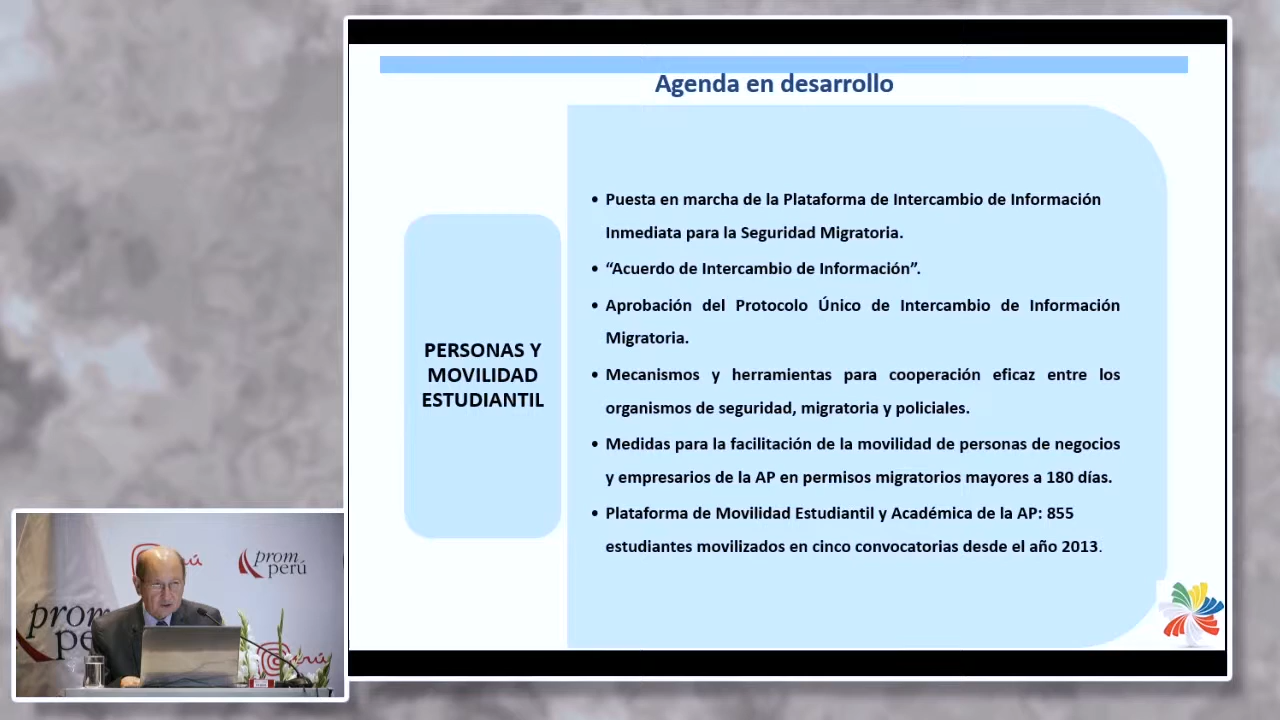 Agenda en desarrollo
PERSONAS Y
MOVILIDAD
ESTUDIANTIL
• Puesta en marcha de la Plataforma de Intercambio de Información
Inmediata para la Seguridad Migratoria.
• “Acuerdo de Intercambio de Información”.
• Aprobación del Protocolo Único de Intercambio de Información
Migratoria.
• Mecanismos y herramientas para cooperación eficaz entre los
organismos de seguridad, migratoria y policiales.
• Medidas para la facilitación de la movilidad de personas de negocios
y empresarios de la AP en permisos migratorios mayores a 180 días.
• Plataforma de Movilidad Estudiantil y Académica de la AP: 855
estudiantes movilizados en cinco convocatorias desde el año 2013.
prom
perú
prom
pe